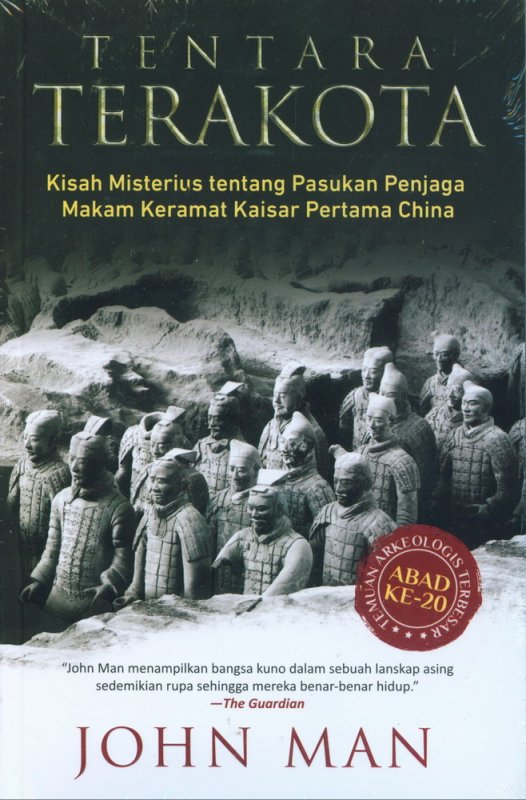 TENTARA
TERAKOTA
Kisah Misterius tentang Pasukan Penjaga
Makam Keramat Kaisar Pertama China
TEMUAN ARKEOLOGIS TERBESAR
ABAD
KE-20
“John Man menampilkan bangsa kuno dalam sebuah lanskap asing
sedemikian rupa sehingga mereka benar-benar hidup.”
—The Guardian
JOHN MAN